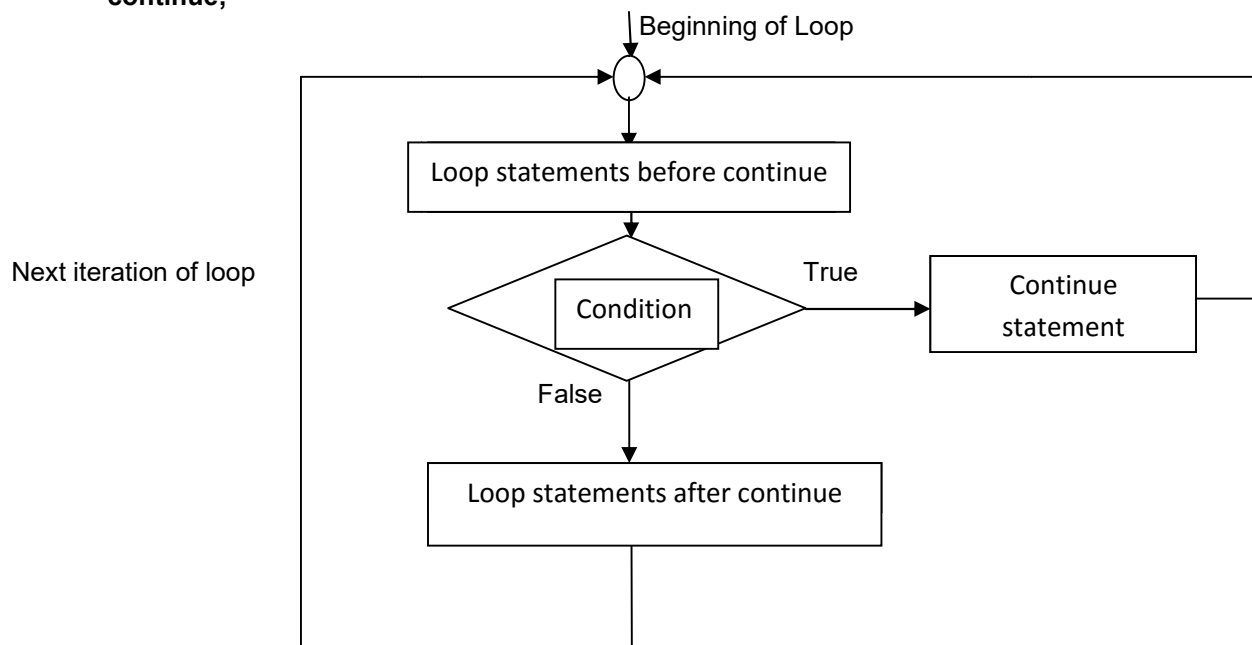 continue;
Beginning of Loop
Loop statements before continue
Next iteration of loop
True
Condition
Continue
statement
False
Loop statements after continue